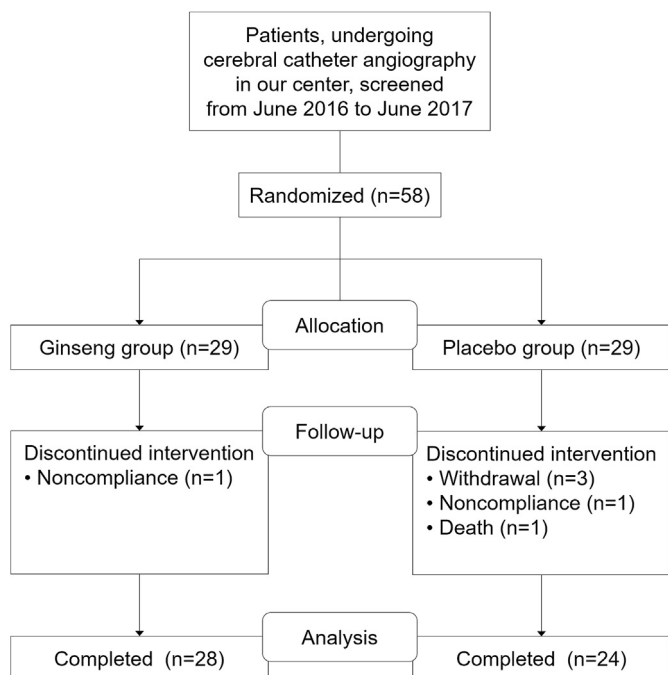 Patients, undergoing
cerebral catheter angiography
in our center, screened
from June 2016 to June 2017
Randomized (n=58)
Allocation
Ginseng group (n=29)
Placebo group (n=29)
Follow-up
Discontinued intervention
• Noncompliance (n=1)
Discontinued intervention
• Withdrawal (n=3)
• Noncompliance (n=1)
• Death (n=1)
Analysis
Completed (n=28)
Completed (n=24)